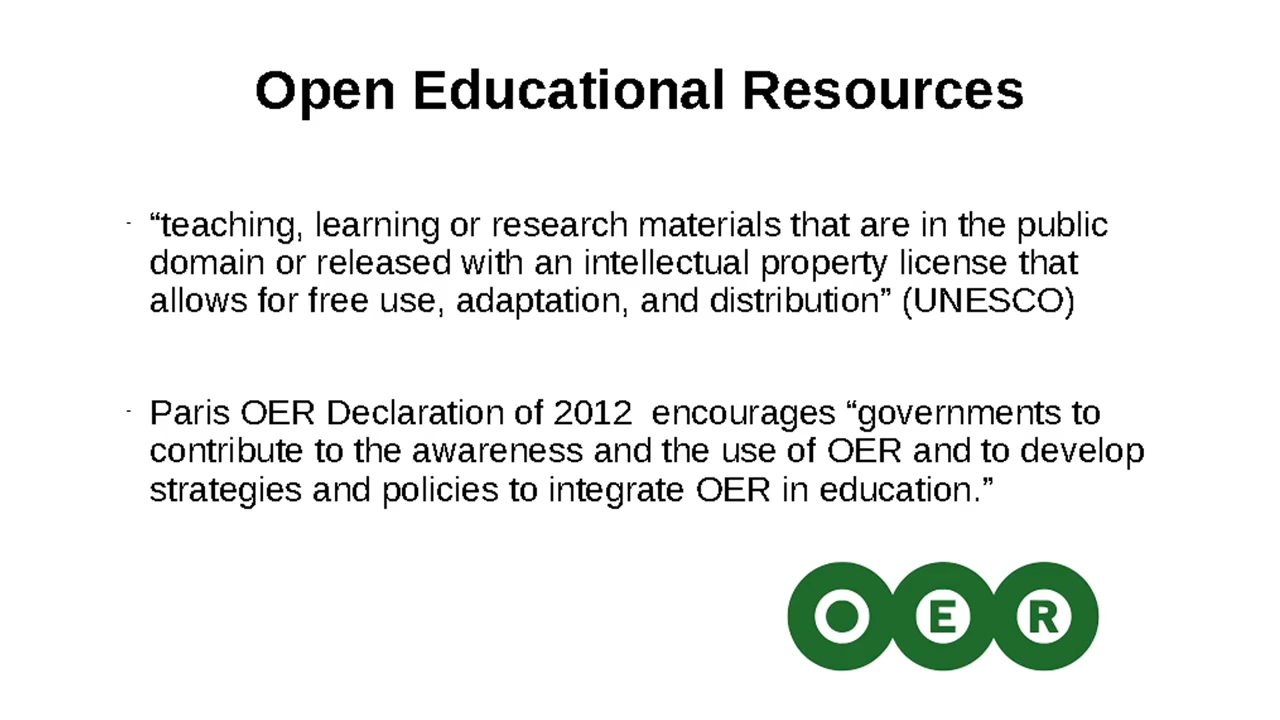 Open Educational Resources
- “teaching, learning or research materials that are in the public
domain or released with an intellectual property license that
allows for free use, adaptation, and distribution” (UNESCO)
- Paris OER Declaration of 2012  encourages “governments to
contribute to the awareness and the use of OER and to develop
strategies and policies to integrate OER in education.”
O E R